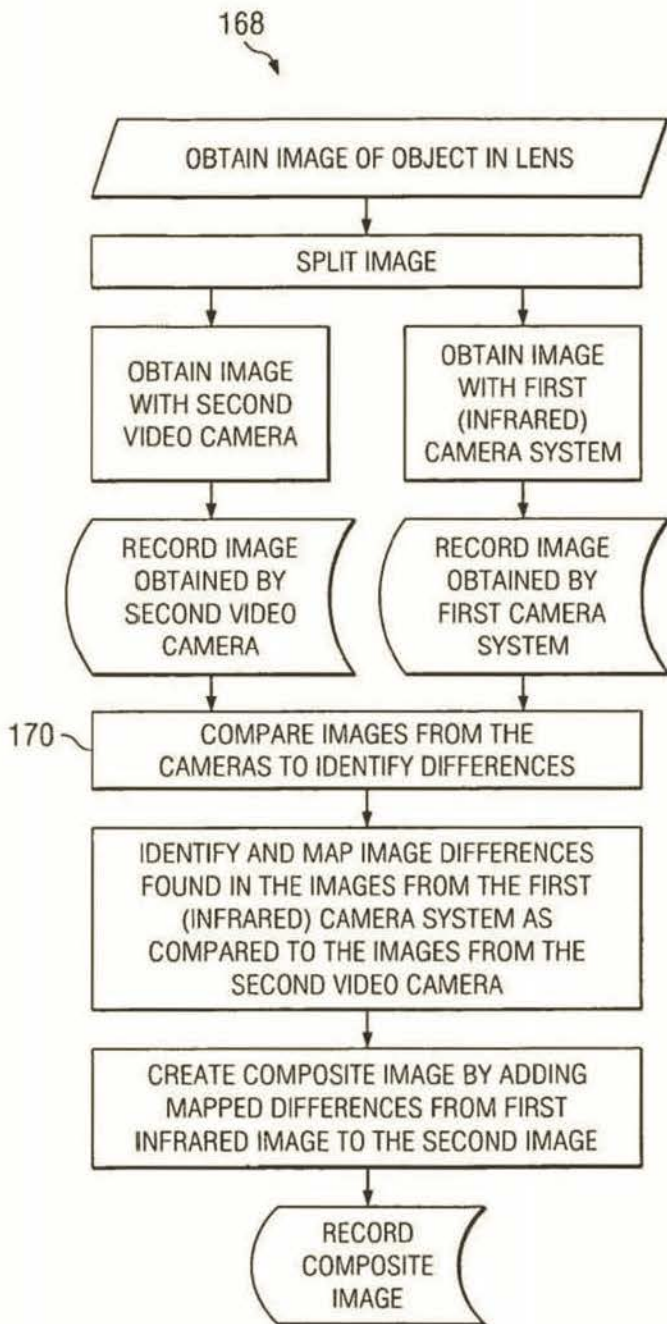 168
OBTAIN IMAGE OF OBJECT IN LENS
SPLIT IMAGE
OBTAIN IMAGE
WITH SECOND
VIDEO CAMERA
OBTAIN IMAGE
WITH FIRST
(INFRARED)
CAMERA SYSTEM
RECORD IMAGE
OBTAINED BY
SECOND VIDEO
CAMERA
RECORD IMAGE
OBTAINED BY
FIRST CAMERA
SYSTEM
170
COMPARE IMAGES FROM THE
CAMERAS TO IDENTIFY DIFFERENCES
IDENTIFY AND MAP IMAGE DIFFERENCES
FOUND IN THE IMAGES FROM THE FIRST
(INFRARED) CAMERA SYSTEM AS
COMPARED TO THE IMAGES FROM THE
SECOND VIDEO CAMERA
CREATE COMPOSITE IMAGE BY ADDING
MAPPED DIFFERENCES FROM FIRST
INFRARED IMAGE TO THE SECOND IMAGE
RECORD
COMPOSITE
IMAGE